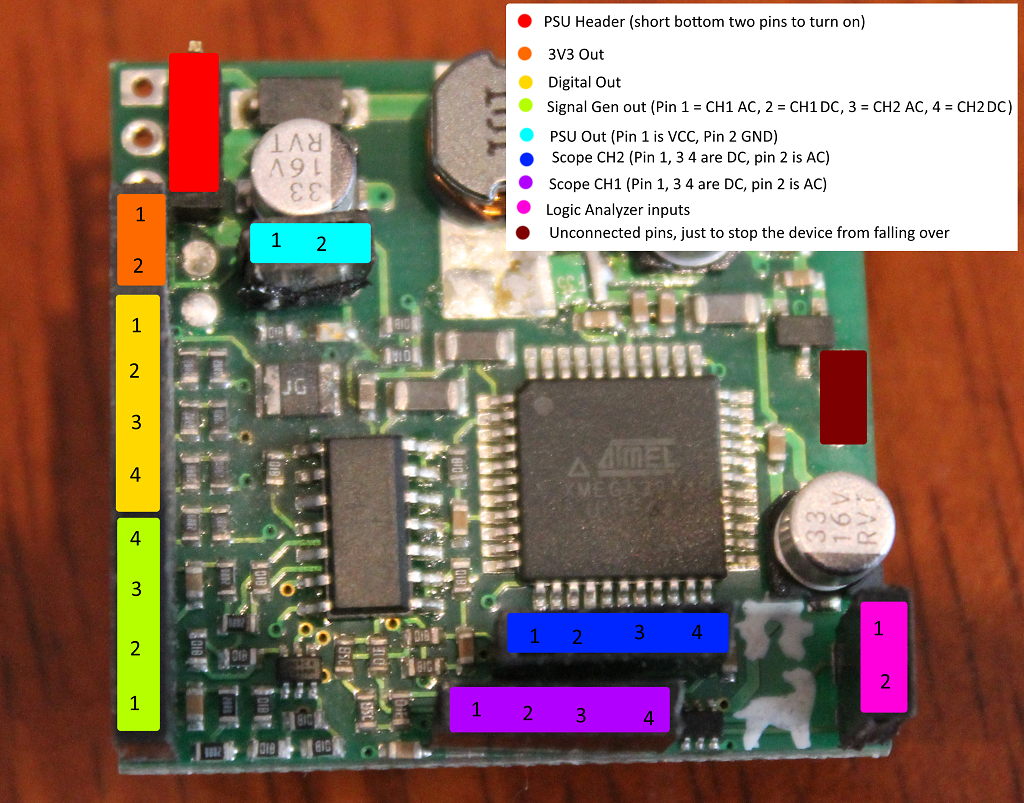 PSU Header (short bottom two pins to turn on)
3V3 Out
Digital Out
Signal Gen out (Pin 1 = CH1 AC, 2 = CH1 DC, 3 = CH2 AC, 4 = CH2 DC)
PSU Out (Pin 1 is VCC, Pin 2 GND)
Scope CH2 (Pin 1, 3 4 are DC, pin 2 is AC)
Scope CH1 (Pin 1, 3 4 are DC, pin 2 is AC)
Logic Analyzer inputs
Unconnected pins, just to stop the device from falling over
33
16V
RVT
1
2
1 2
1
2
3
4
JG
ATMEL
33
16V
RVT
4
3
2
1
1 2 3 4
1 2 3 4
1
2